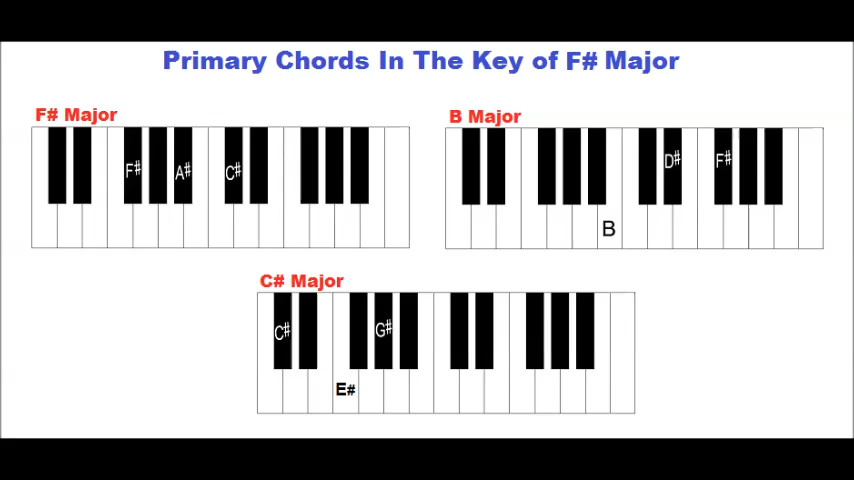 Primary Chords In The Key of F# Major
F# Major
F# A# C#
B Major
D# F#
B
C# Major
C# G#
E#